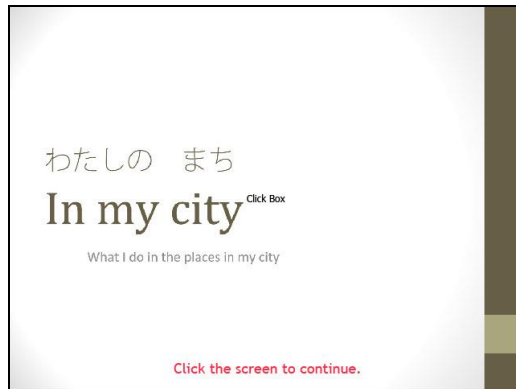 わたしの　まち
In my city
Click Box
What I do in the places in my city
Click the screen to continue.